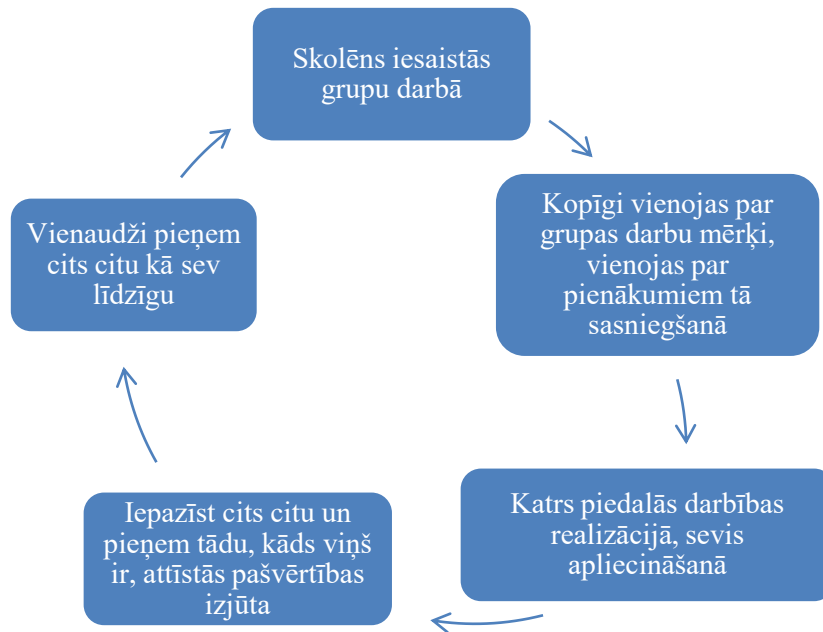 Skolēns iesaistās
grupu darbā
Kopīgi vienojas par
grupas darbu mērķi,
vienojas par
pienākumiem tā
sasniegšanā
Katrs piedalās darbības
realizācijā, sevis
apliecināšanā
Iepazīst cits citu un
pieņem tādu, kāds viņš
ir, attīstās pašvērtības
izjūta
Vienaudži pieņem
cits citu kā sev
līdzīgu